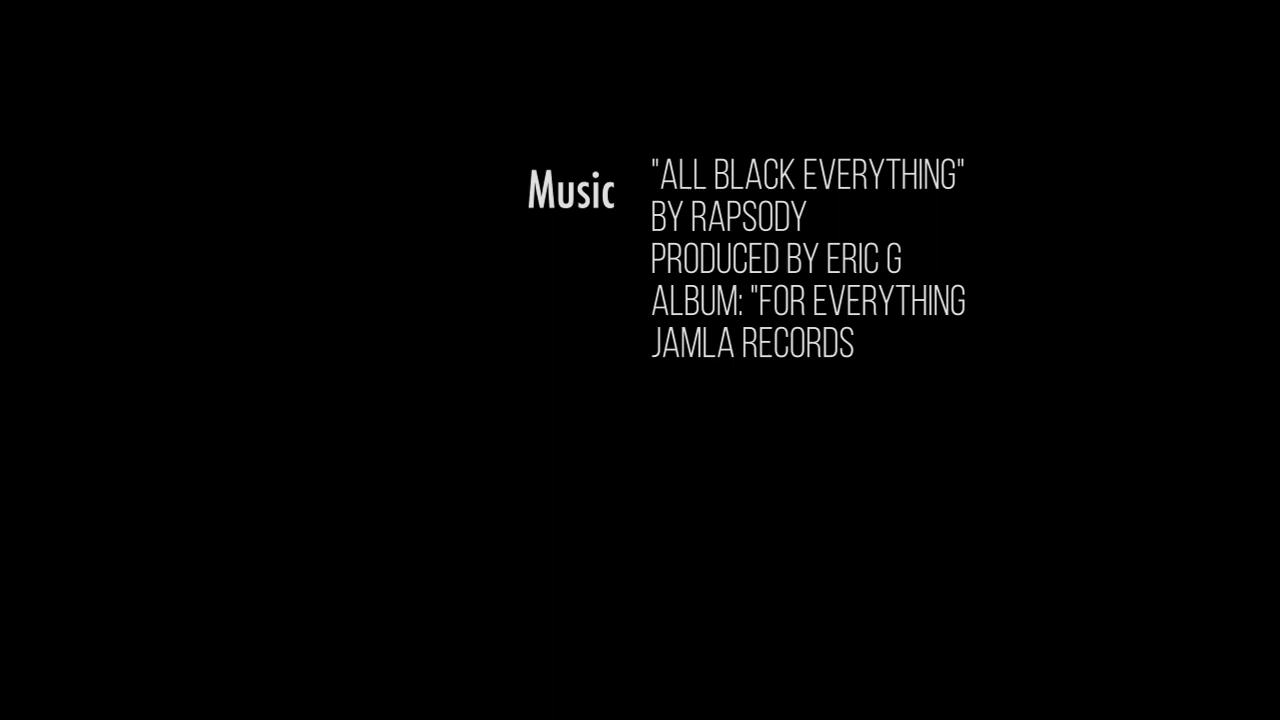 Music
"ALL BLACK EVERYTHING"
BY RAPSODY
PRODUCED BY ERIC G
ALBUM: "FOR EVERYTHING
JAMLA RECORDS